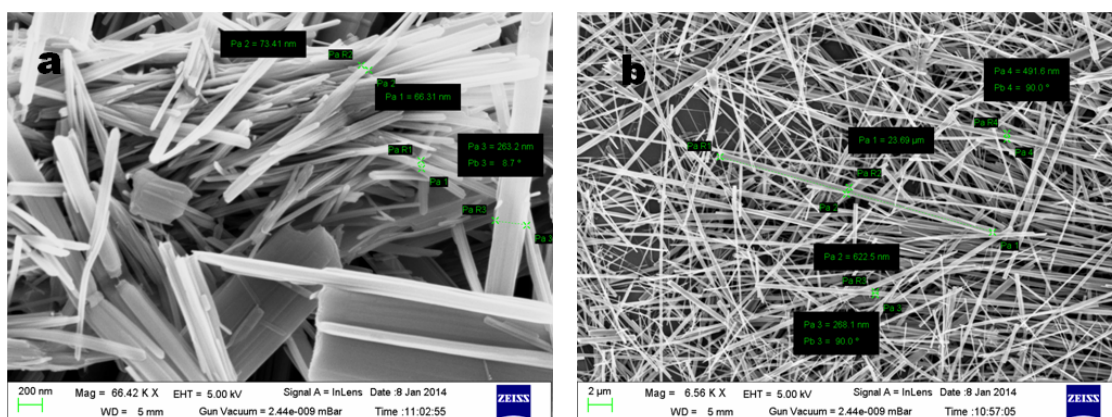 a
Pa 2 = 73.41 nm
Pa R2
Pa 2
Pa 1 = 66.31 nm
Pa R1
Pa 1
Pa 3 = 263.2 nm
Pb 3 = 8.7 °
Pa R3
Pa 3
200 nm
Mag = 66.42 K X
EHT = 5.00 kV
Signal A = InLens
Date :8 Jan 2014
WD = 5 mm
Gun Vacuum = 2.44e-009 mBar
Time :11:02:55
ZEISS
b
Pa 4 = 491.6 nm
Pb 4 = 90.0 °
Pa R4
Pa 4
Pa 1 = 23.69 µm
Pa R1
Pa R2
Pa 2
Pa 1
Pa 2 = 622.5 nm
Pa R3
Pa 3
Pa 3 = 268.1 nm
Pb 3 = 90.0 °
2 µm
Mag = 6.56 K X
EHT = 5.00 kV
Signal A = InLens
Date :8 Jan 2014
WD = 5 mm
Gun Vacuum = 2.44e-009 mBar
Time :10:57:05
ZEISS